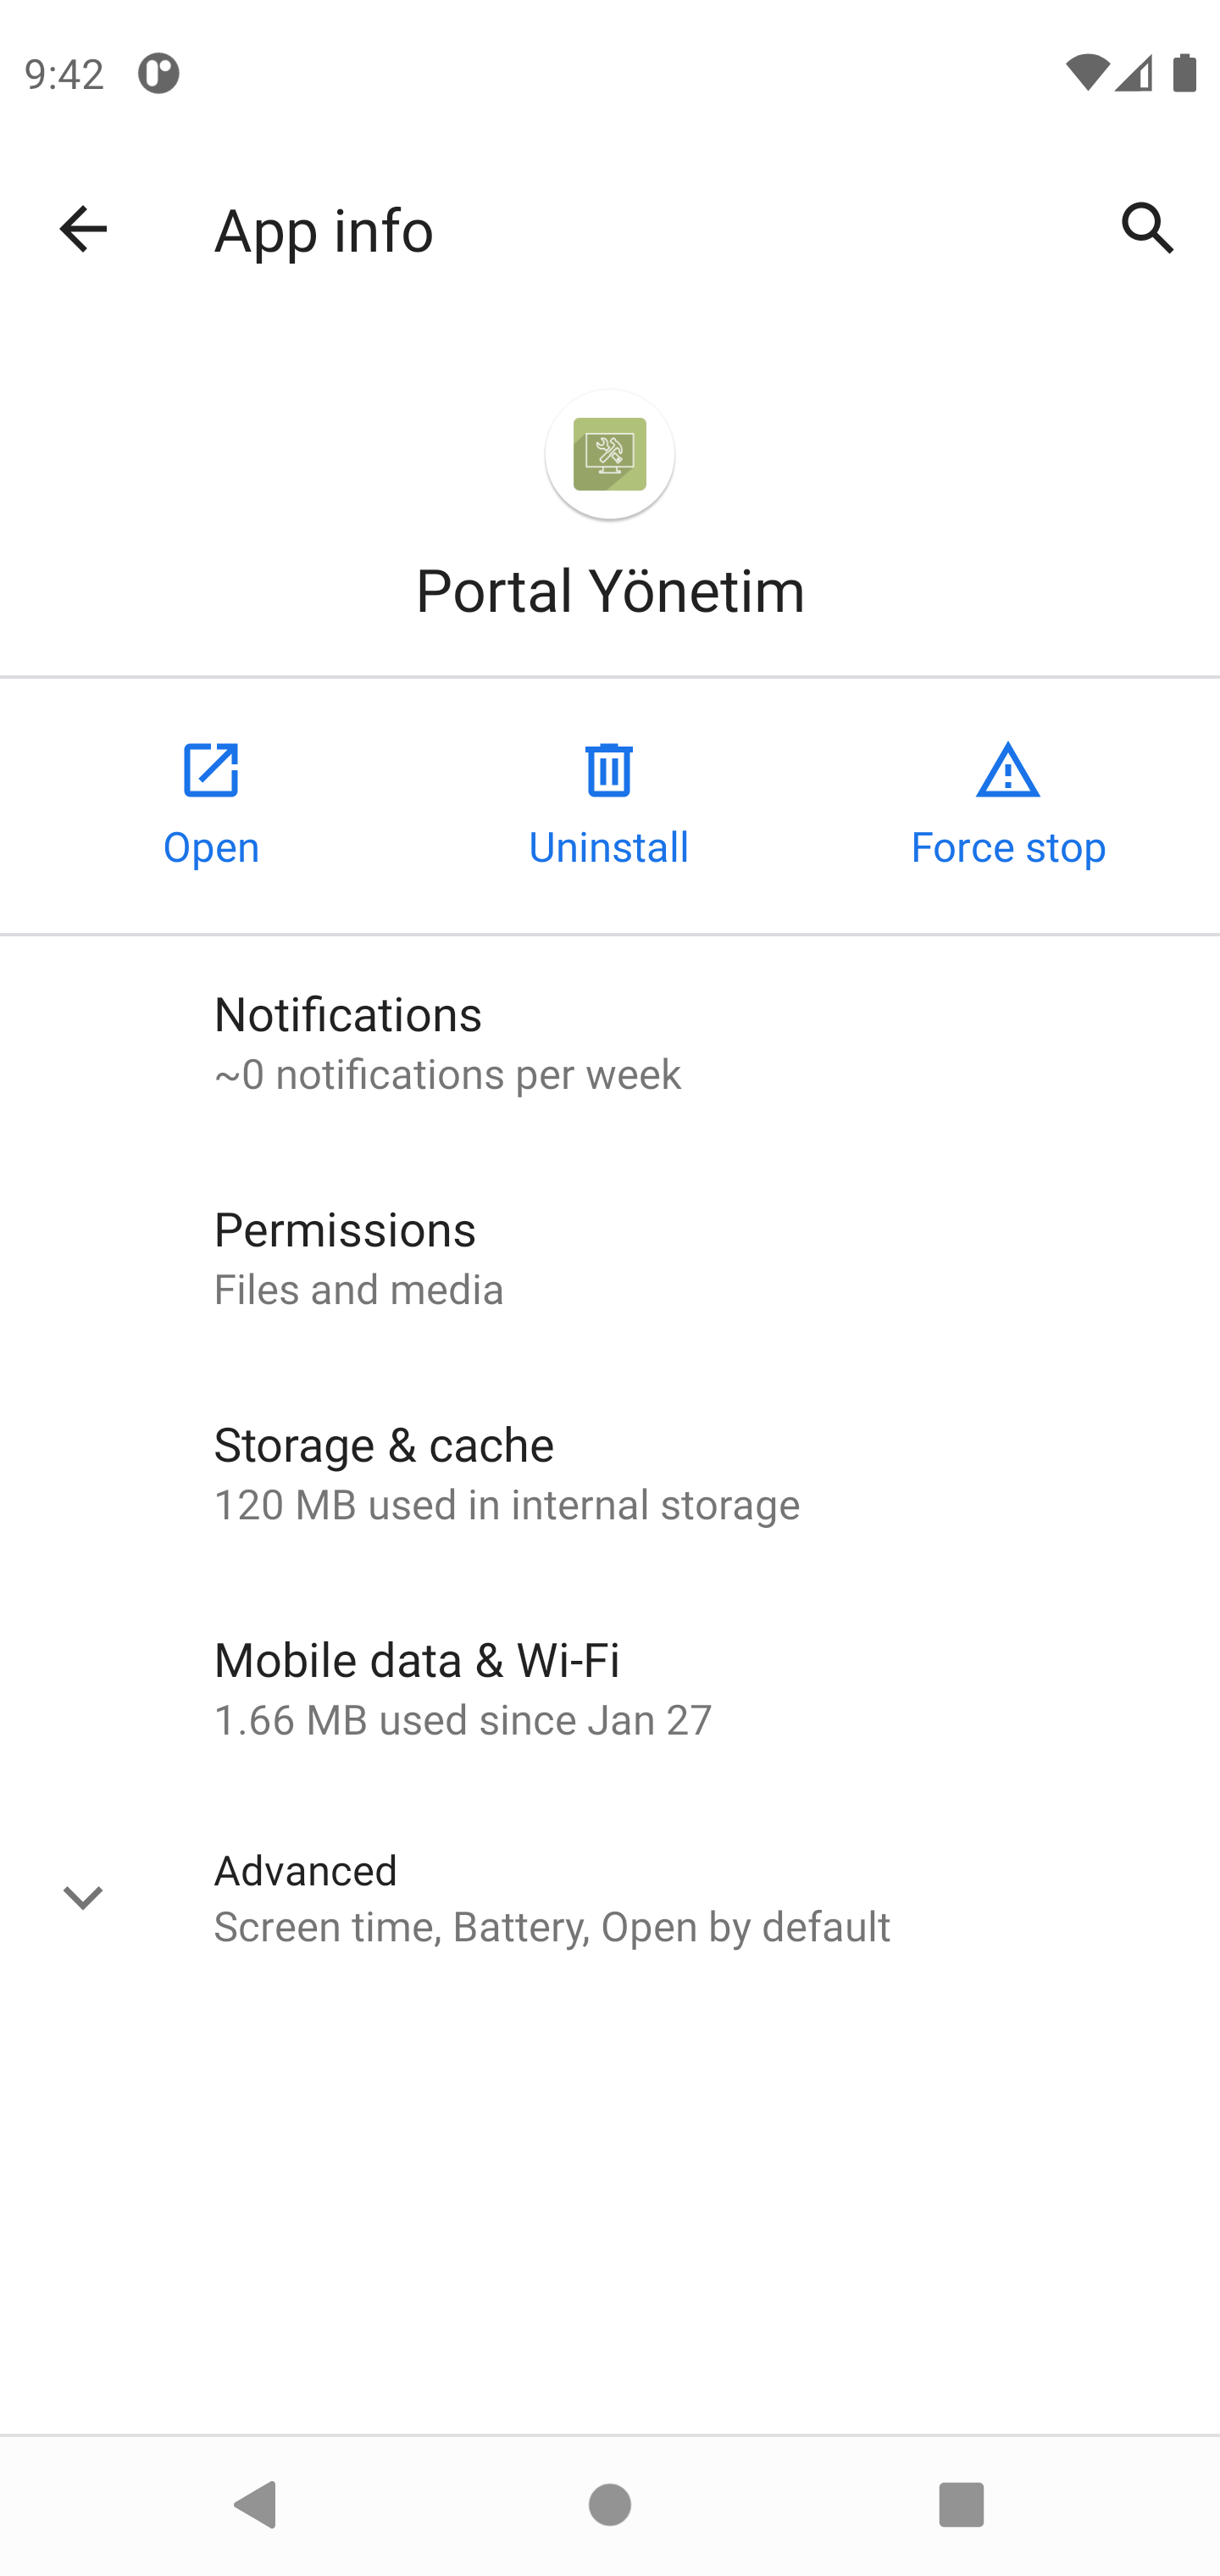 9:42
App info
Portal Yönetim
Open
Uninstall
Force stop
Notifications
~0 notifications per week
Permissions
Files and media
Storage & cache
120 MB used in internal storage
Mobile data & Wi-Fi
1.66 MB used since Jan 27
Advanced
Screen time, Battery, Open by default